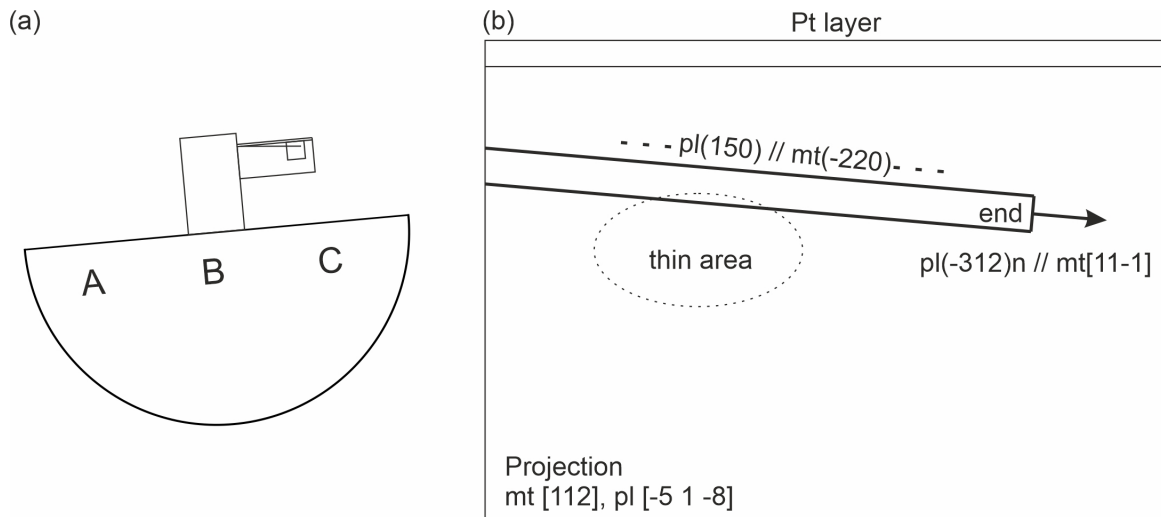 (a)
A
B
C
(b)
Pt layer
- - - pl(150) // mt(-220)- - -
end
thin area
pl(-312)n // mt[11-1]
Projection
mt [112], pl [-5 1 -8]